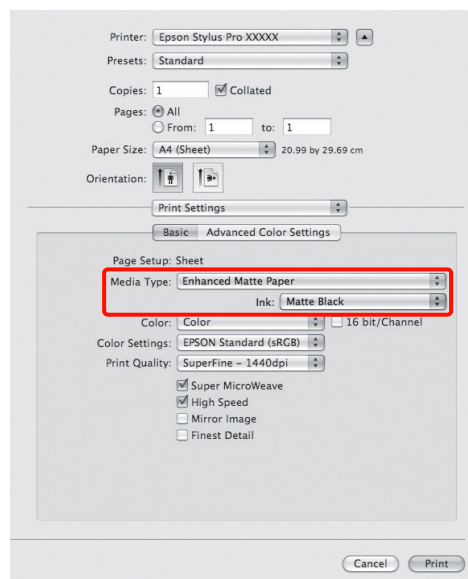 Printer: Epson Stylus Pro XXXXX
Presets: Standard
Copies: 1 Collated
Pages: All
From: 1 to: 1
Paper Size: A4 (Sheet) 20.99 by 29.69 cm
Orientation:
Print Settings
Basic Advanced Color Settings
Page Setup: Sheet
Media Type: Enhanced Matte Paper
Ink: Matte Black
Color: Color 16 bit/Channel
Color Settings: EPSON Standard (sRGB)
Print Quality: SuperFine – 1440dpi
Super MicroWeave
High Speed
Mirror Image
Finest Detail
Cancel Print